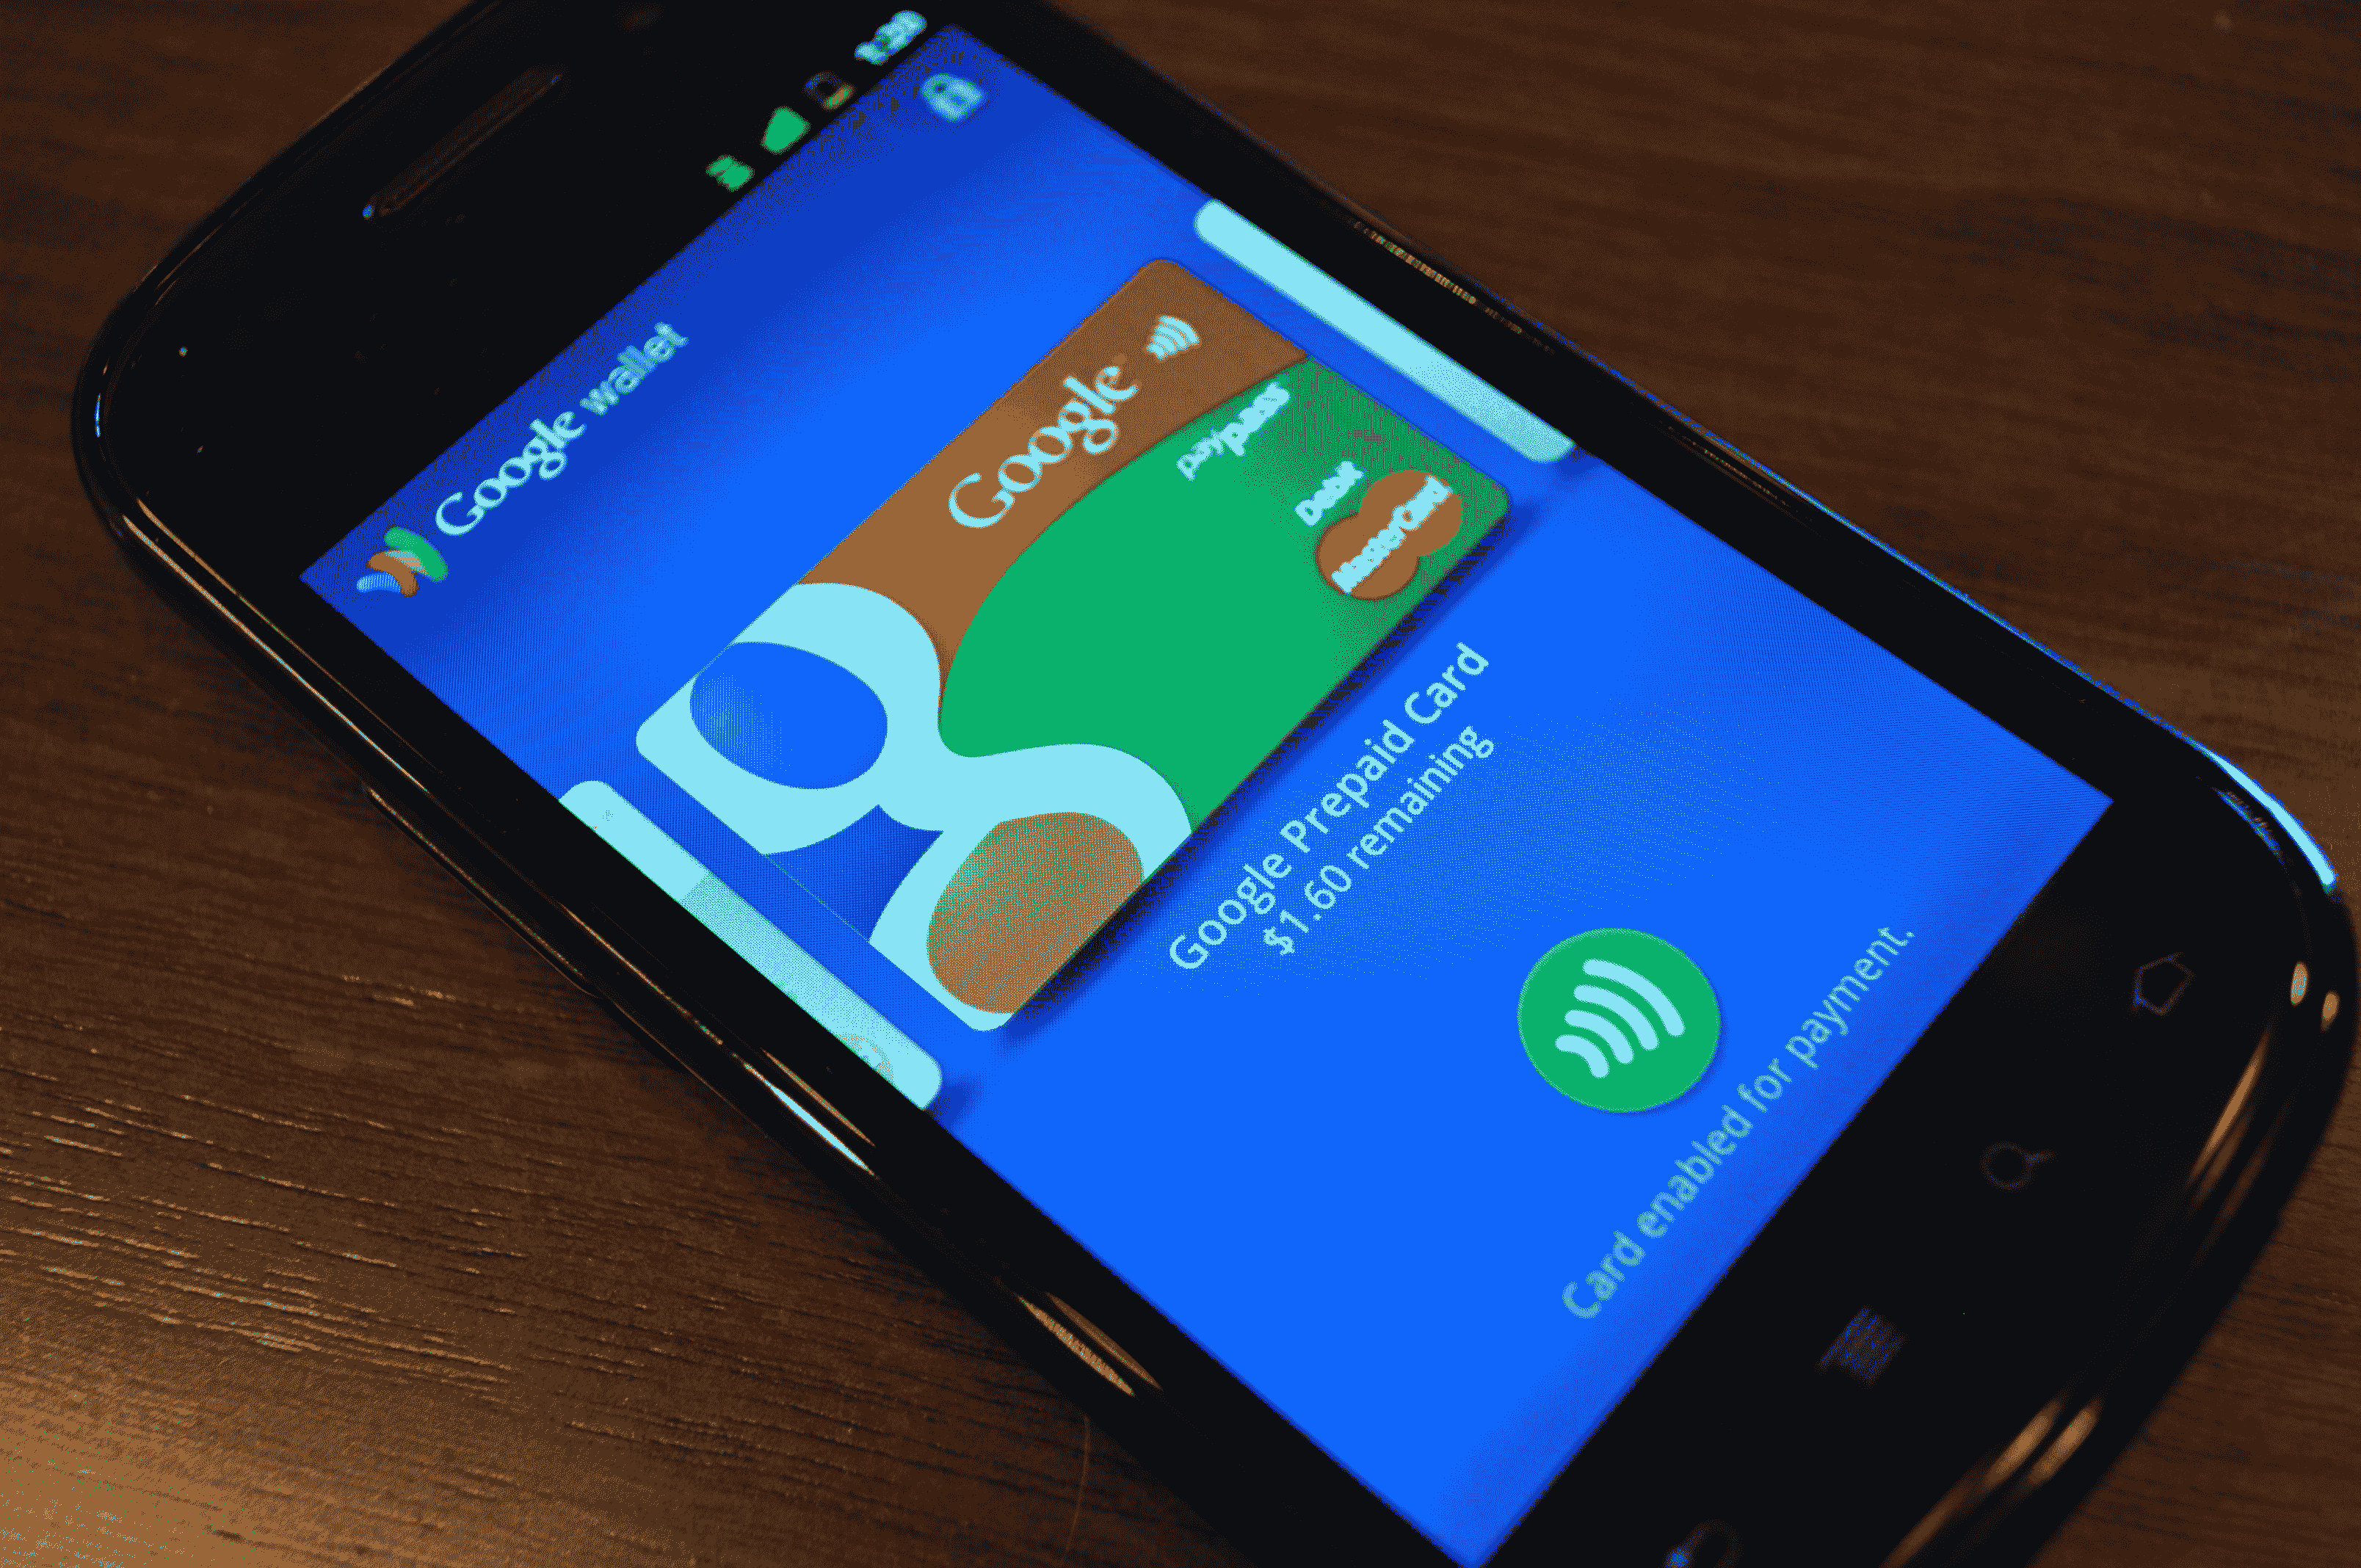 Google wallet
Google
paypass
Debit
MasterCard
Google Prepaid Card
$1.60 remaining
Card enabled for payment.